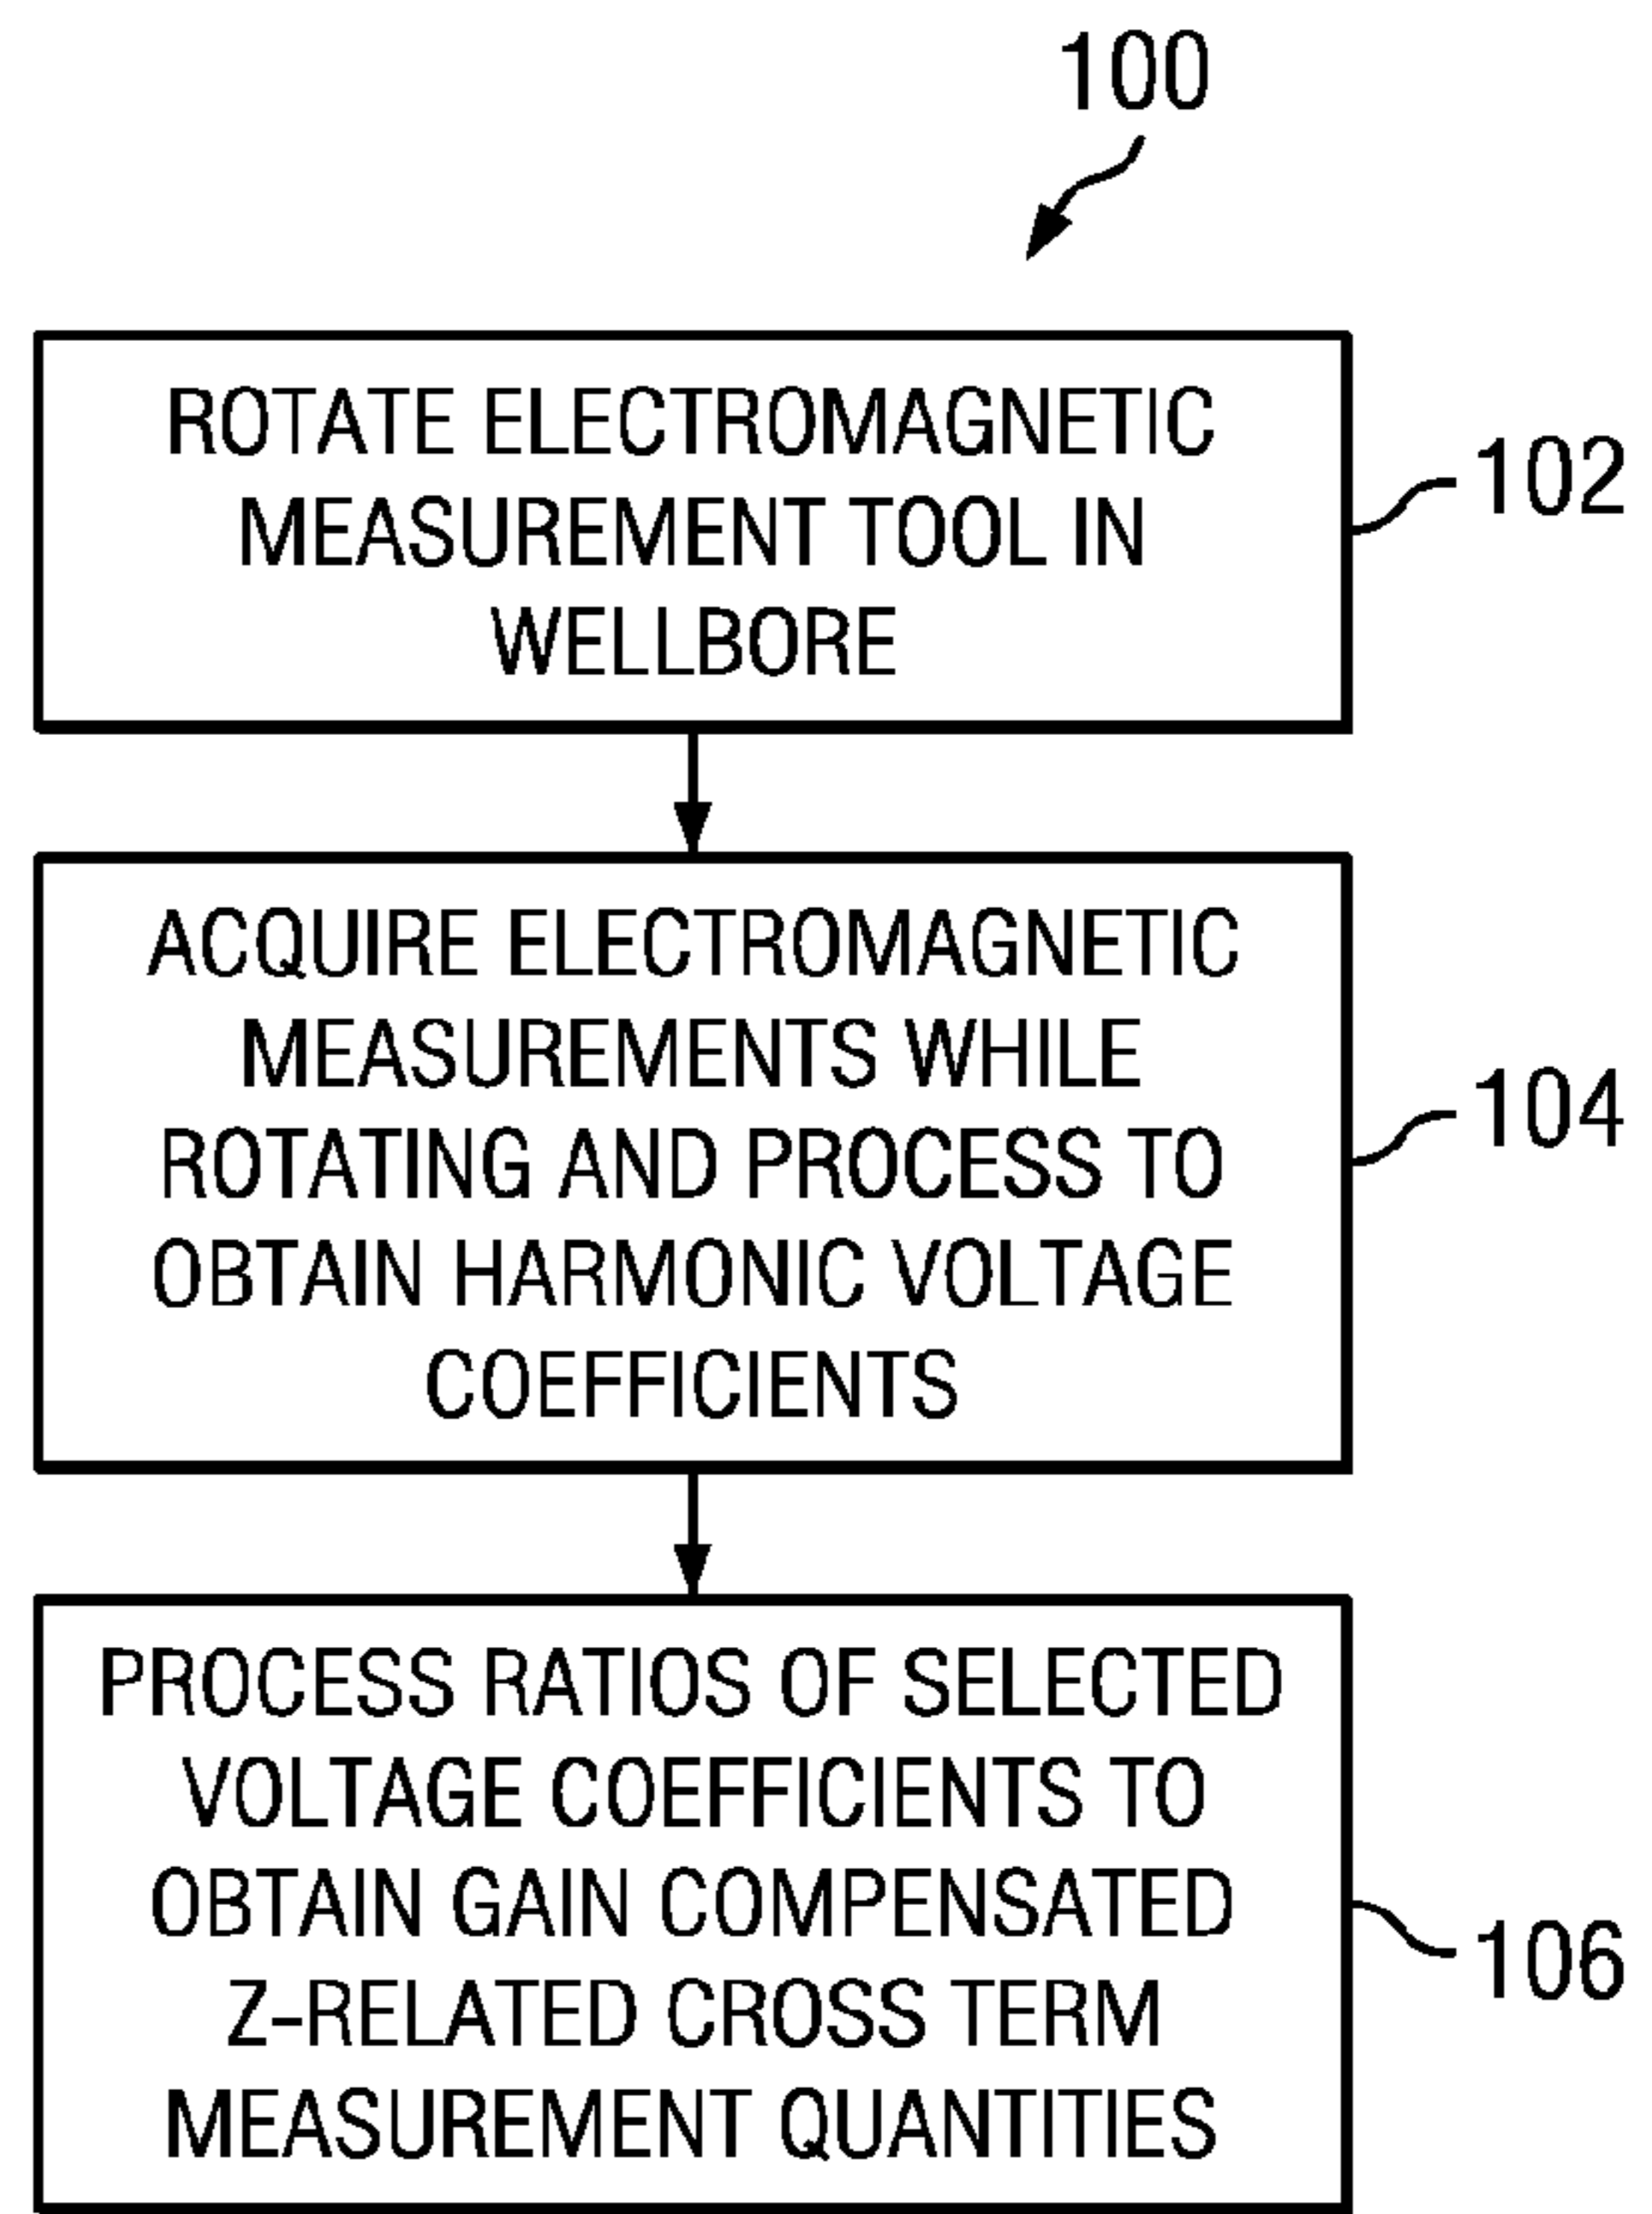 100
ROTATE ELECTROMAGNETIC
MEASUREMENT TOOL IN
WELLBORE
102
ACQUIRE ELECTROMAGNETIC
MEASUREMENTS WHILE
ROTATING AND PROCESS TO
OBTAIN HARMONIC VOLTAGE
COEFFICIENTS
104
PROCESS RATIOS OF SELECTED
VOLTAGE COEFFICIENTS TO
OBTAIN GAIN COMPENSATED
Z-RELATED CROSS TERM
MEASUREMENT QUANTITIES
106